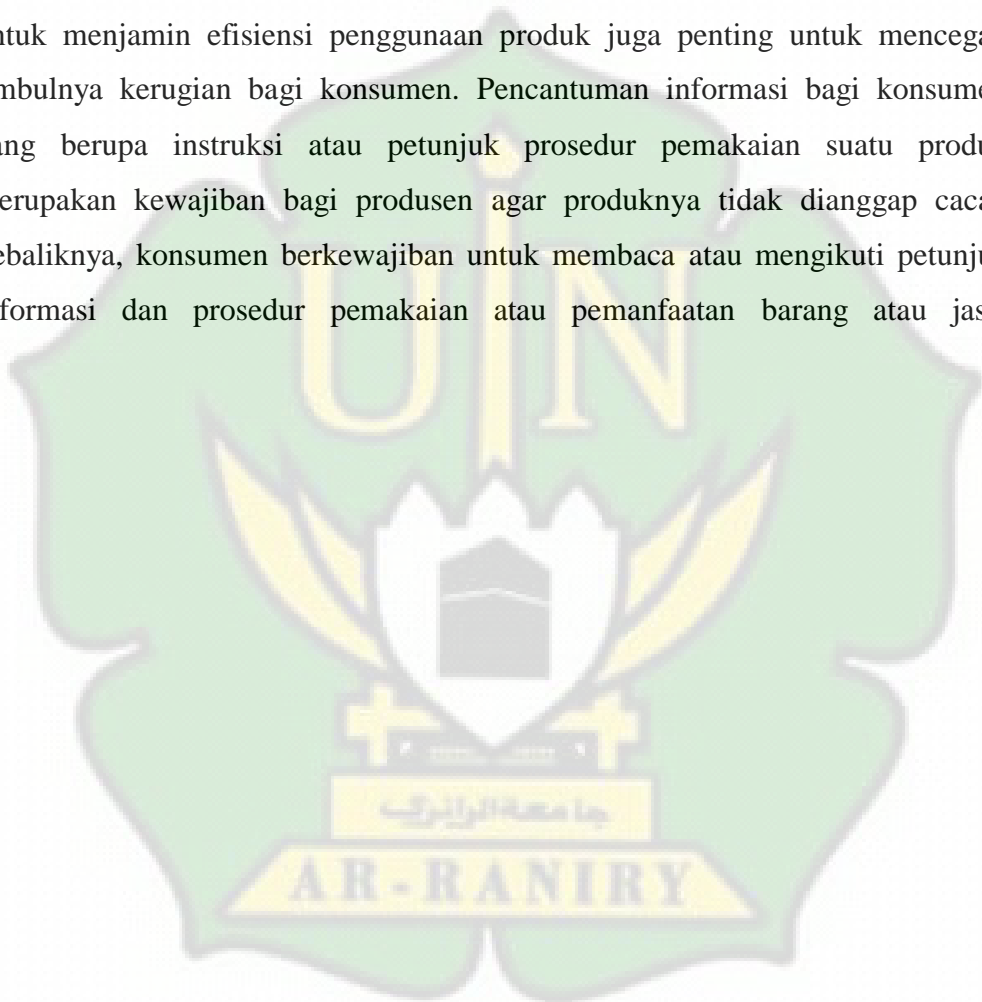 ntuk menjamin efisiensi penggunaan produk juga penting untuk mencega
mbulnya kerugian bagi konsumen. Pencantuman informasi bagi konsume
ang berupa instruksi atau petunjuk prosedur pemakaian suatu produ
erupakan kewajiban bagi produsen agar produknya tidak dianggap caca
ebaliknya, konsumen berkewajiban untuk membaca atau mengikuti petunju
formasi dan prosedur pemakaian atau pemanfaatan barang atau jas
UIN
جامعة الرانري
AR-RANIRY